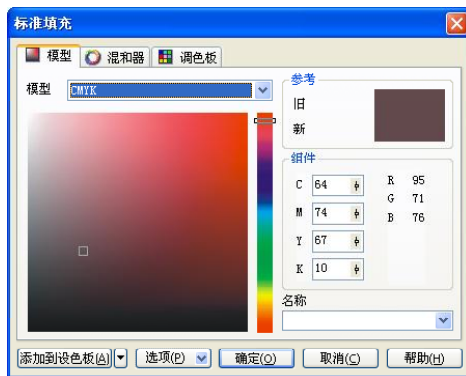 标准填充
模型 混和器 调色板
模型 CMYK
参考
旧
新
组件
C 64 R 95
G 71
M 74 B 76
Y 67
K 10
名称
添加到设色板(A) 选项(P) 确定(O) 取消(C) 帮助(H)